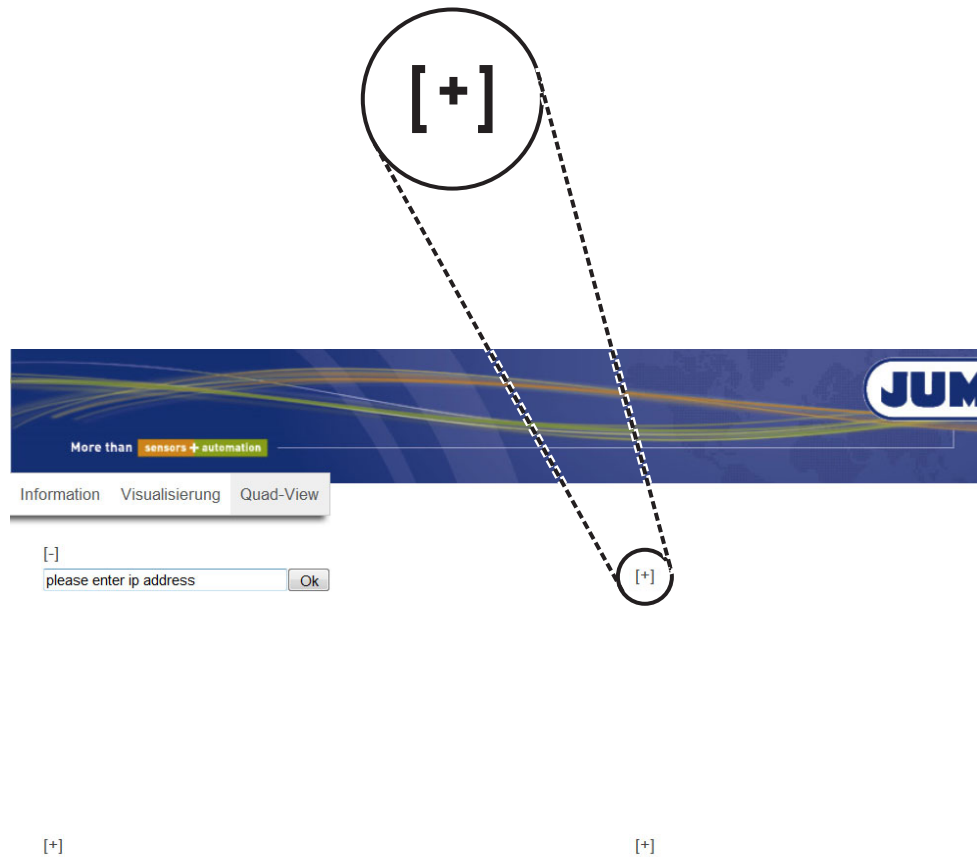 [+]
JUM
More than sensors + automation
Information Visualisierung Quad-View
[-]
please enter ip address Ok
[+]
[+]
[+]